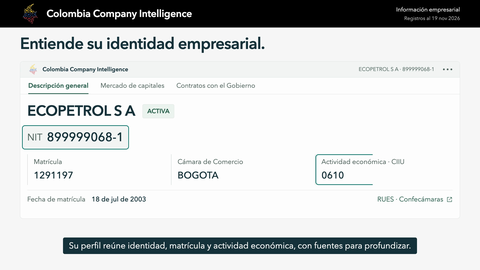 Colombia Company Intelligence
Información empresarial
Registros al 19 nov 2026
Entiende su identidad empresarial.
Colombia Company Intelligence
ECOPETROL S A · 899999068-1
Descripción general
Mercado de capitales
Contratos con el Gobierno
ECOPETROL S A
ACTIVA
NIT 899999068-1
Matrícula
Cámara de Comercio
Actividad económica · CIIU
1291197
BOGOTA
0610
Fecha de matrícula 18 de jul de 2003
RUES · Confecámaras
Su perfil reúne identidad, matrícula y actividad económica, con fuentes para profundizar.